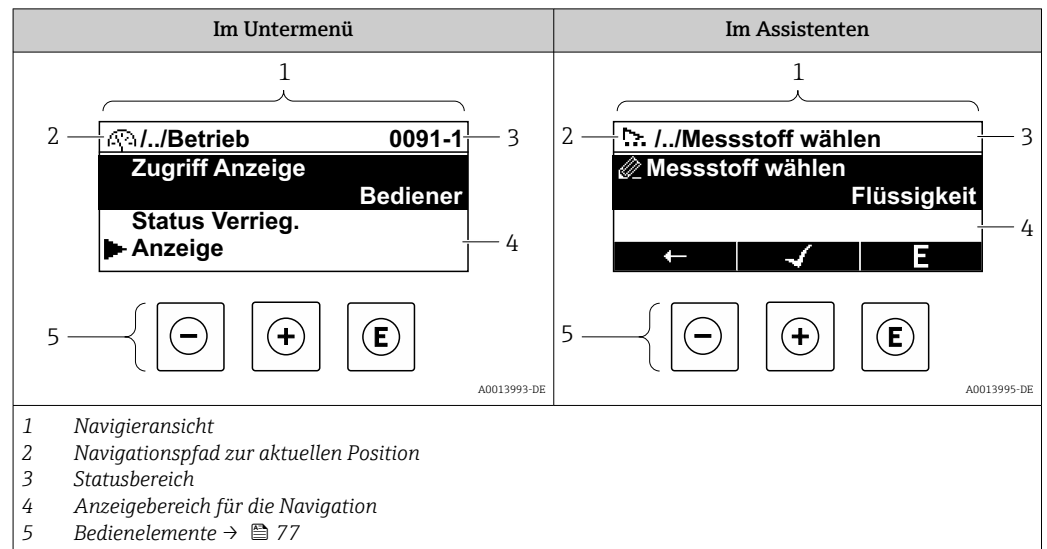 Im Untermenü
Im Assistenten
1
1
2
/../Betrieb 0091-1
3
Zugriff Anzeige
Bediener
Status Verrieg.
Anzeige
4
2
/../Messstoff wählen
3
Messstoff wählen
Flüssigkeit
4
← ✓ E
5
- + E
A0013993-DE
5
- + E
A0013995-DE
1 Navigieransicht
2 Navigationspfad zur aktuellen Position
3 Statusbereich
4 Anzeigebereich für die Navigation
5 Bedienelemente → 77